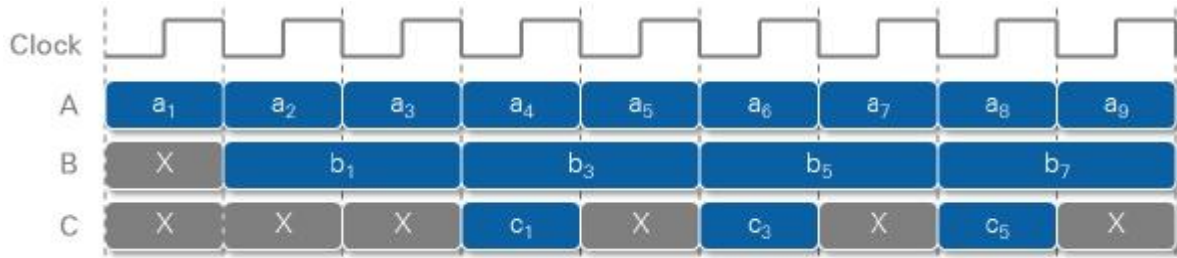 Clock
A a₁ a₂ a₃ a₄ a₅ a₆ a₇ a₈ a₉
B X b₁ b₃ b₅ b₇
C X X X c₁ X c₃ X c₅ X